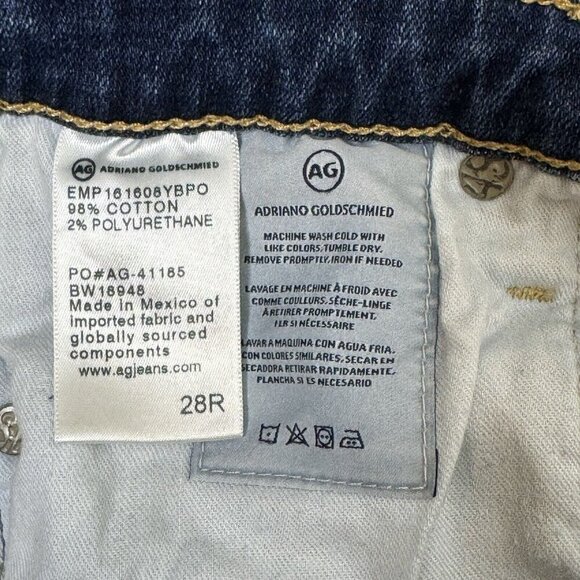 AG ADRIANO GOLDSCHMIED
EMP161608YBPO
98% COTTON
2% POLYURETHANE
PO#AG-41185
BW18948
Made in Mexico of
imported fabric and
globally sourced
components
www.agjeans.com
28R
AG
ADRIANO GOLDSCHMIED
MACHINE WASH COLD WITH
LIKE COLORS, TUMBLE DRY.
REMOVE PROMPTLY, IRON IF NEEDED
LAVAGE EN MACHINE À FROID AVEC
COMME COULEURS, SÈCHE-LINGE
À RETIRER PROMPTEMENT,
SI NÉCESSAIRE
LAVAR A MAQUINA CON AGUA FRIA,
CON COLORES SIMILARES, SECAR EN
SECADORA RETIRAR RAPIDAMENTE,
PLANCHA SI ES NECESARIO